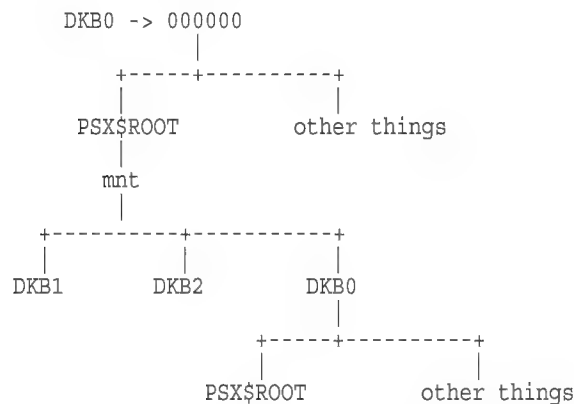 DKB0 -> 000000
PSX$ROOT other things
mnt
DKB1 DKB2 DKB0
PSX$ROOT other things